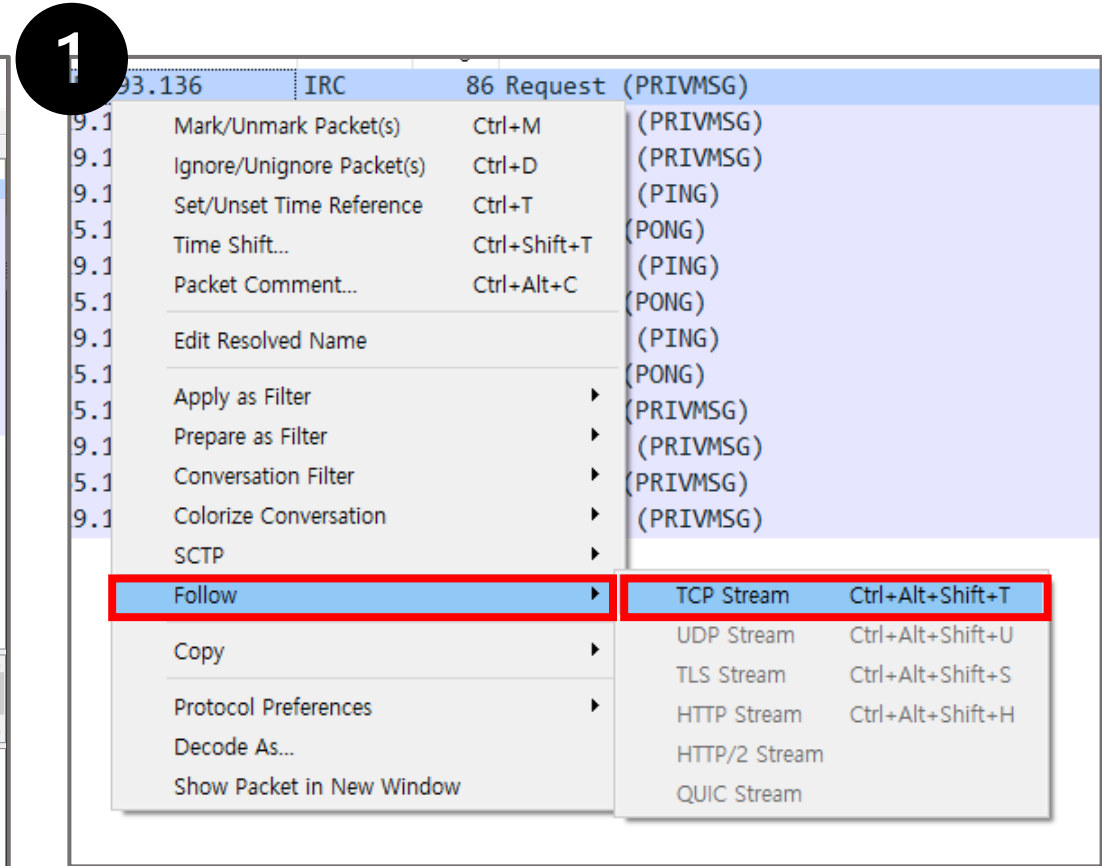 1
93.136 IRC 86 Request (PRIVMSG)
9.1 (PRIVMSG)
9.1 (PRIVMSG)
9.1 (PING)
5.1 (PONG)
9.1 (PING)
5.1 (PONG)
9.1 (PING)
5.1 (PONG)
5.1 (PRIVMSG)
9.1 (PRIVMSG)
5.1 (PRIVMSG)
9.1 (PRIVMSG)
Mark/Unmark Packet(s) Ctrl+M
Ignore/Unignore Packet(s) Ctrl+D
Set/Unset Time Reference Ctrl+T
Time Shift... Ctrl+Shift+T
Packet Comment... Ctrl+Alt+C
Edit Resolved Name
Apply as Filter
Prepare as Filter
Conversation Filter
Colorize Conversation
SCTP
Follow
Copy
Protocol Preferences
Decode As...
Show Packet in New Window
TCP Stream Ctrl+Alt+Shift+T
UDP Stream Ctrl+Alt+Shift+U
TLS Stream Ctrl+Alt+Shift+S
HTTP Stream Ctrl+Alt+Shift+H
HTTP/2 Stream
QUIC Stream